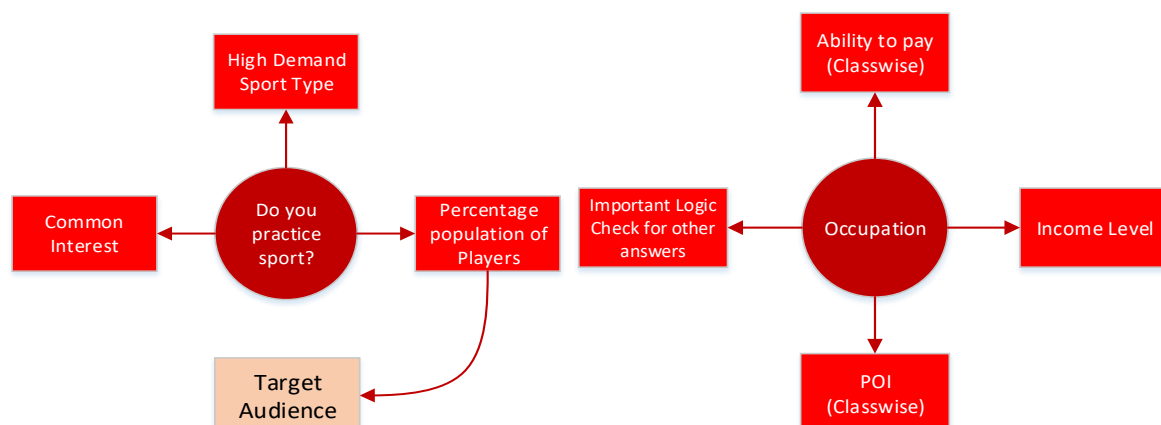 High Demand
Sport Type
Common
Interest
Do you
practice
sport?
Percentage
population of
Players
Target
Audience
Ability to pay
(Classwise)
Important Logic
Check for other
answers
Occupation
Income Level
POI
(Classwise)